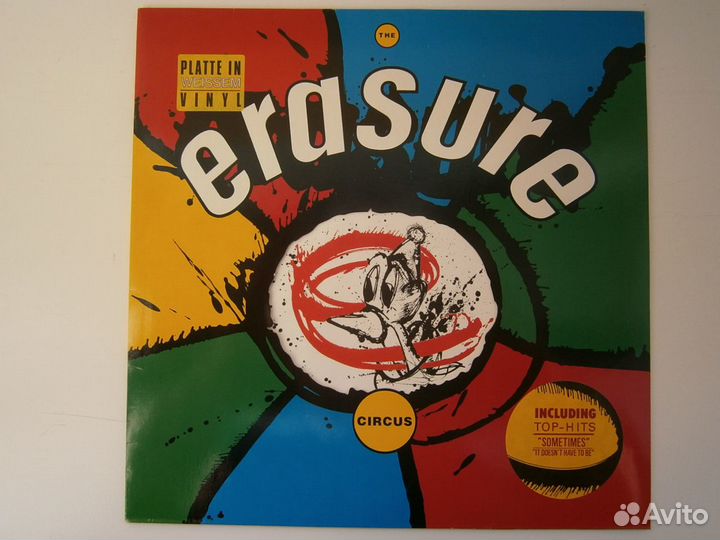 THE
PLATTE IN
WEISSEM
VINYL
erasure
CIRCUS
INCLUDING
TOP-HITS
"SOMETIMES"
"IT DOESN'T HAVE TO BE"
Avito